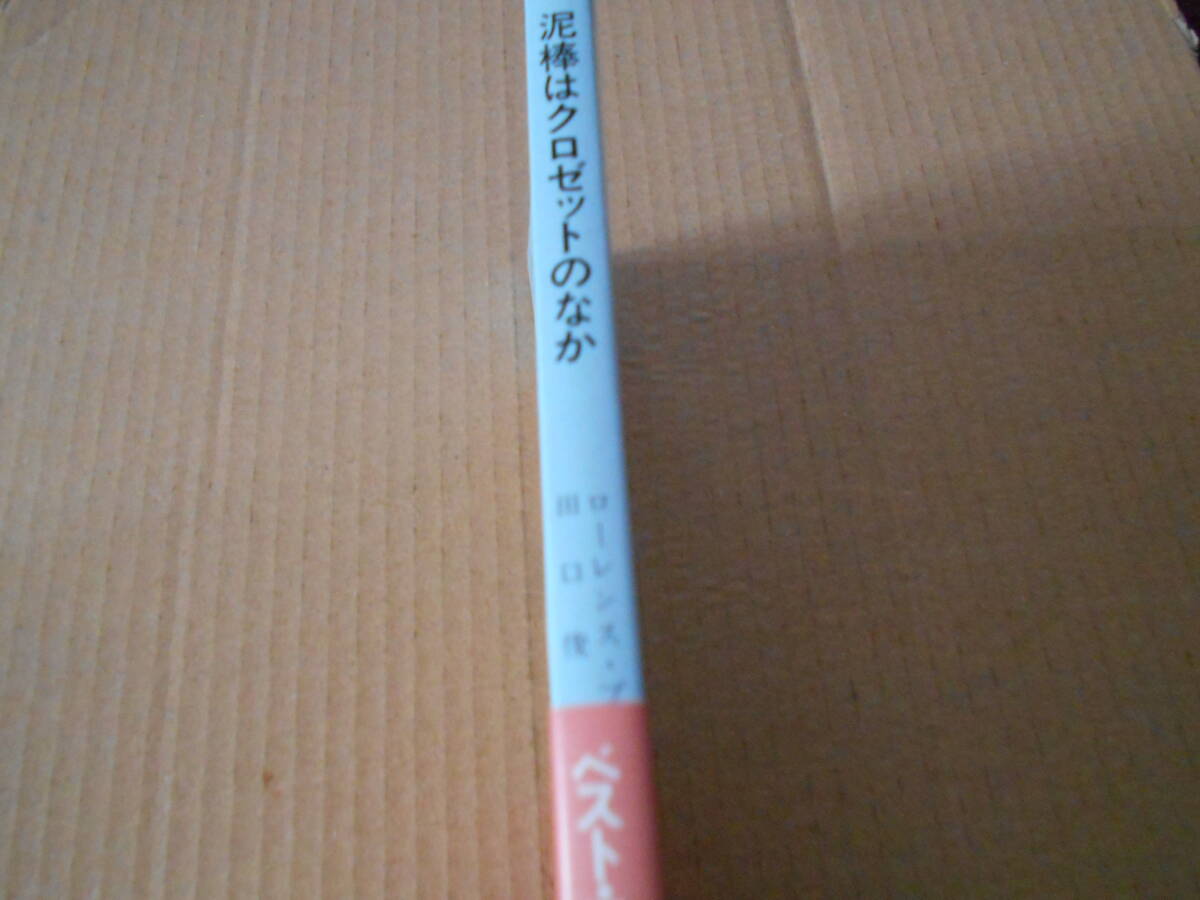 泥棒はクロゼットのなか
ローレンス・ブ
田口俊
ベスト・